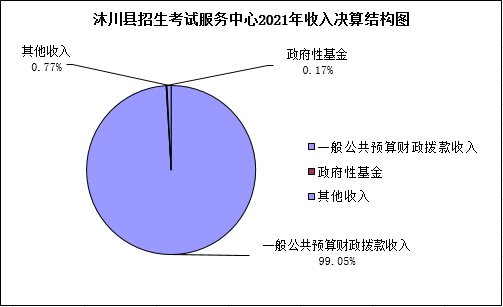 沐川县招生考试服务中心2021年收入决算结构图
其他收入
0.77%
政府性基金
0.17%
一般公共预算财政拨款收入
政府性基金
其他收入
一般公共预算财政拨款收入
99.05%